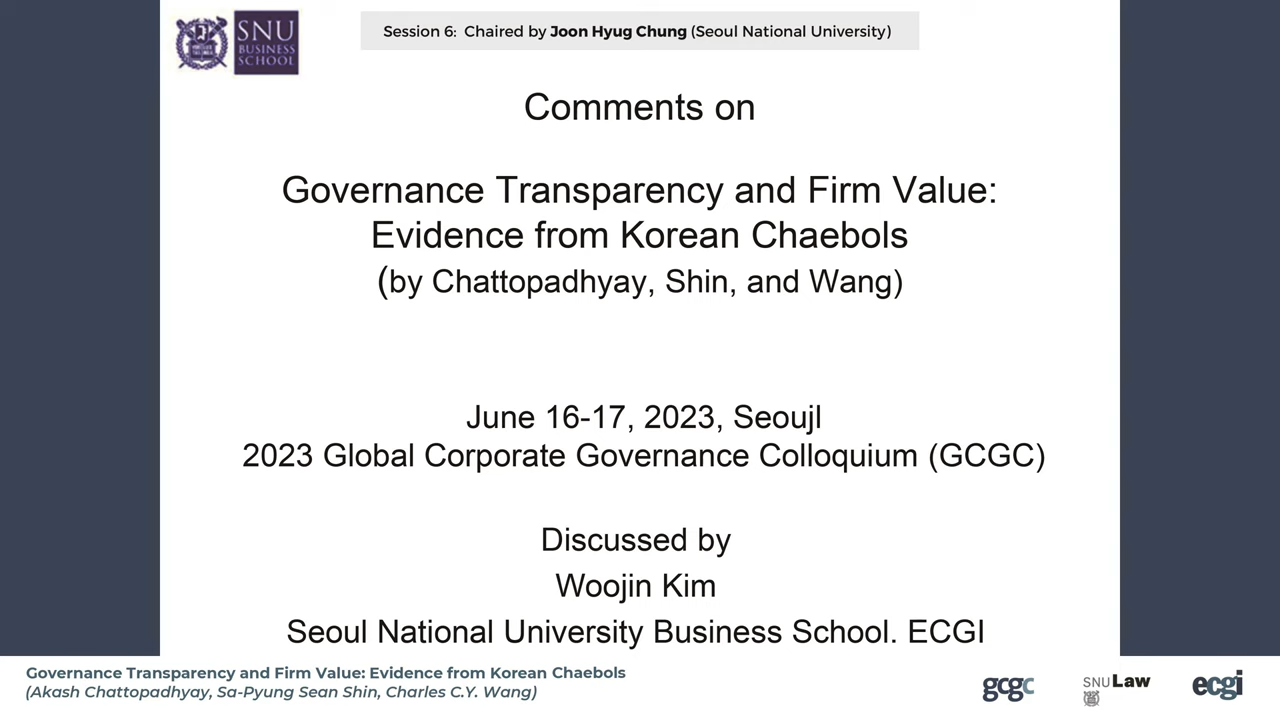 SNU
BUSINESS
SCHOOL
Session 6: Chaired by Joon Hyug Chung (Seoul National University)
Comments on
Governance Transparency and Firm Value:
Evidence from Korean Chaebols
(by Chattopadhyay, Shin, and Wang)
June 16-17, 2023, Seoujl
2023 Global Corporate Governance Colloquium (GCGC)
Discussed by
Woojin Kim
Seoul National University Business School. ECGI
Governance Transparency and Firm Value: Evidence from Korean Chaebols
(Akash Chattopadhyay, Sa-Pyung Sean Shin, Charles C.Y. Wang)
gcgc
SNU Law
ecgi